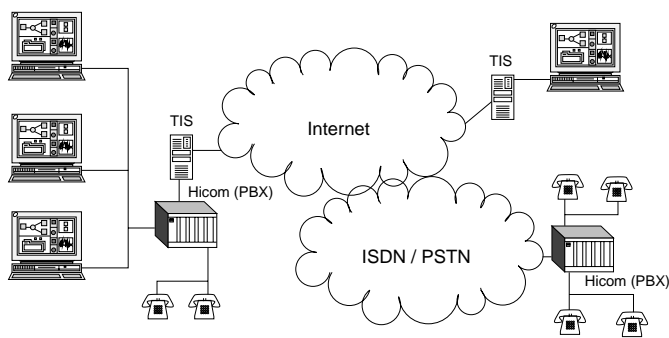 TIS
TIS
Internet
Hicom (PBX)
ISDN / PSTN
Hicom (PBX)